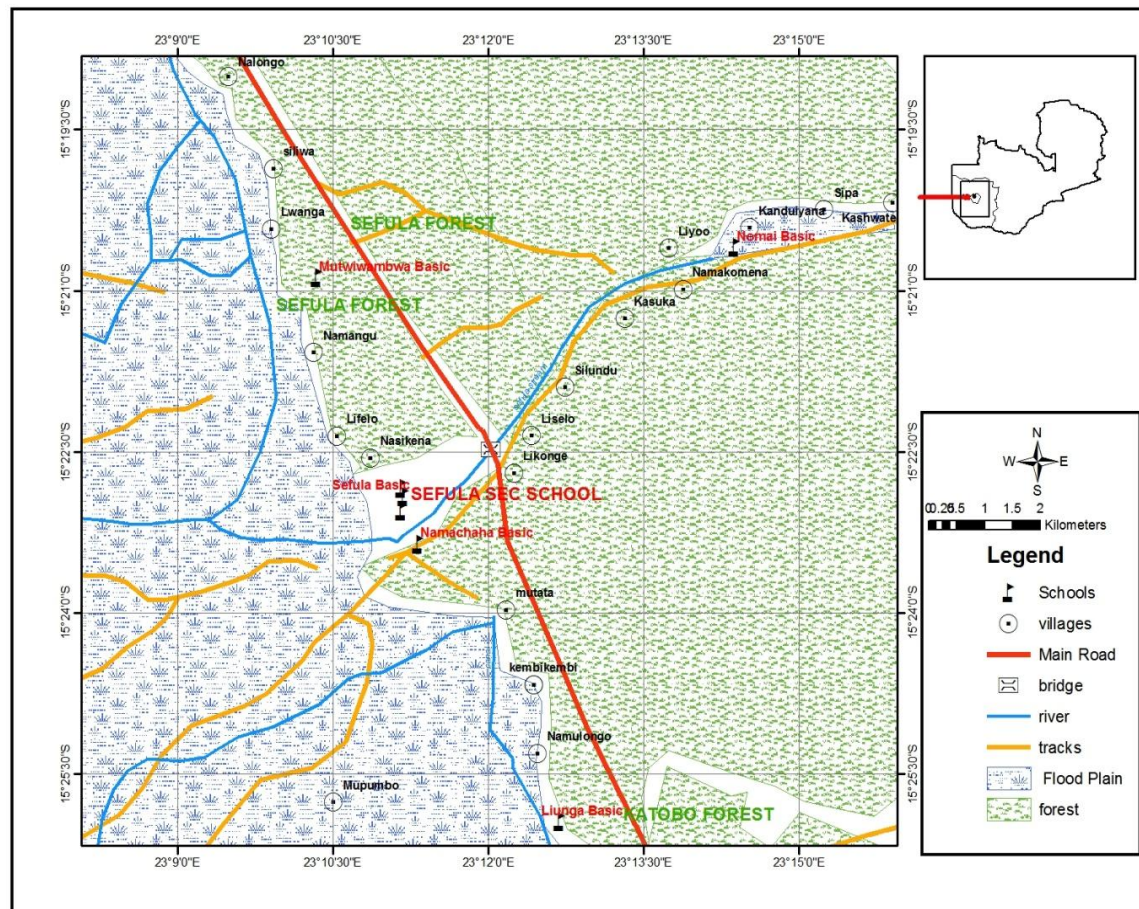 23°9'0"E 23°10'30"E 23°12'0"E 23°13'30"E 23°15'0"E
Nalongo
15°19'30"S 15°19'30"S
siliwa
Sipa
Lwanga
SEFULA FOREST
Kanduiyana
Kashwate
Liyoo
Nomai Basic
Mutwiwambwa Basic
Namakomena
15°21'0"S 15°21'0"S
SEFULA FOREST
Kasuka
Namangu
Silundu
Lifelo
Liselo
Nasikena
15°22'30"S 15°22'30"S
Likonge
Sefula Basic
SEFULA SEC SCHOOL
Namachaha Basic
mutata
15°24'0"S 15°24'0"S
kembikembi
Namulongo
15°25'30"S 15°25'30"S
Mupumbo
Liunga Basic
KATOBO FOREST
23°9'0"E 23°10'30"E 23°12'0"E 23°13'30"E 23°15'0"E
N
W E
S
0 0.25 0.5 1 1.5 2
Kilometers
Legend
Schools
villages
Main Road
bridge
river
tracks
Flood Plain
forest